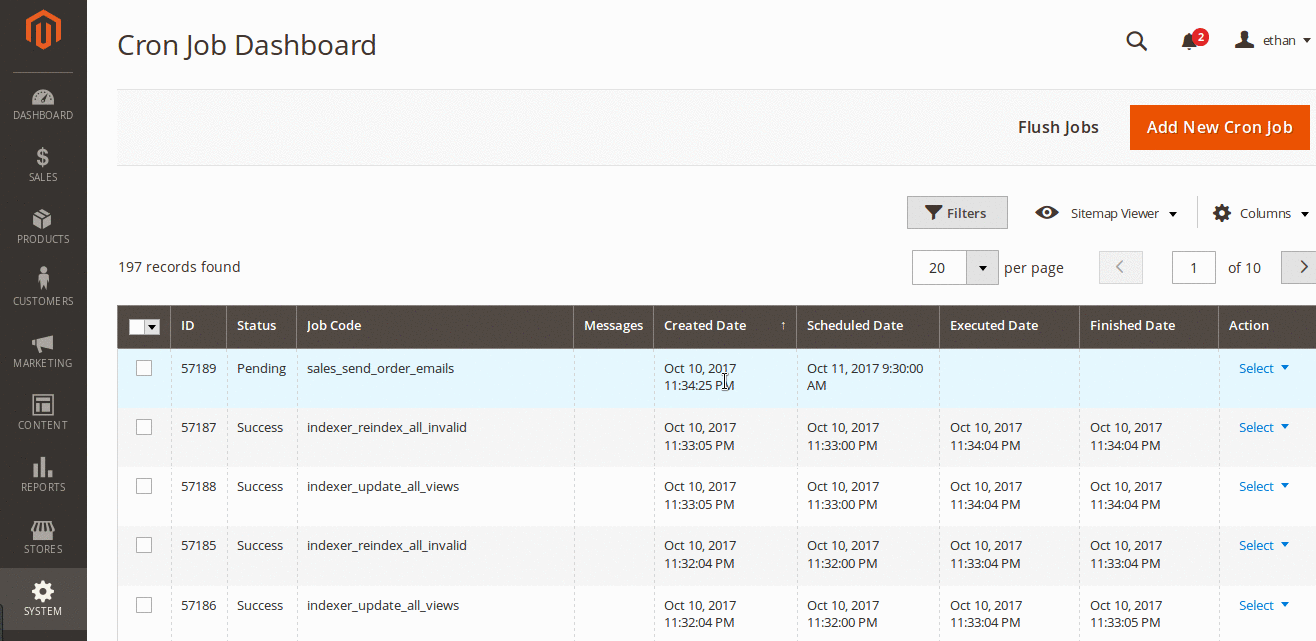 Cron Job Dashboard
2
ethan
DASHBOARD
SALES
PRODUCTS
CUSTOMERS
MARKETING
CONTENT
REPORTS
STORES
SYSTEM
Flush Jobs
Add New Cron Job
Filters
Sitemap Viewer
Columns
197 records found
20
per page
1
of 10
ID Status Job Code Messages Created Date ↑ Scheduled Date Executed Date Finished Date Action
57189 Pending sales_send_order_emails Oct 10, 2017 Oct 11, 2017 9:30:00 Select
11:34:25 PM AM
57187 Success indexer_reindex_all_invalid Oct 10, 2017 Oct 10, 2017 Oct 10, 2017 Oct 10, 2017 Select
11:33:05 PM 11:33:00 PM 11:34:04 PM 11:34:04 PM
57188 Success indexer_update_all_views Oct 10, 2017 Oct 10, 2017 Oct 10, 2017 Oct 10, 2017 Select
11:33:05 PM 11:33:00 PM 11:34:04 PM 11:34:04 PM
57185 Success indexer_reindex_all_invalid Oct 10, 2017 Oct 10, 2017 Oct 10, 2017 Oct 10, 2017 Select
11:32:04 PM 11:32:00 PM 11:33:04 PM 11:33:04 PM
57186 Success indexer_update_all_views Oct 10, 2017 Oct 10, 2017 Oct 10, 2017 Oct 10, 2017 Select
11:32:04 PM 11:32:00 PM 11:33:04 PM 11:33:05 PM